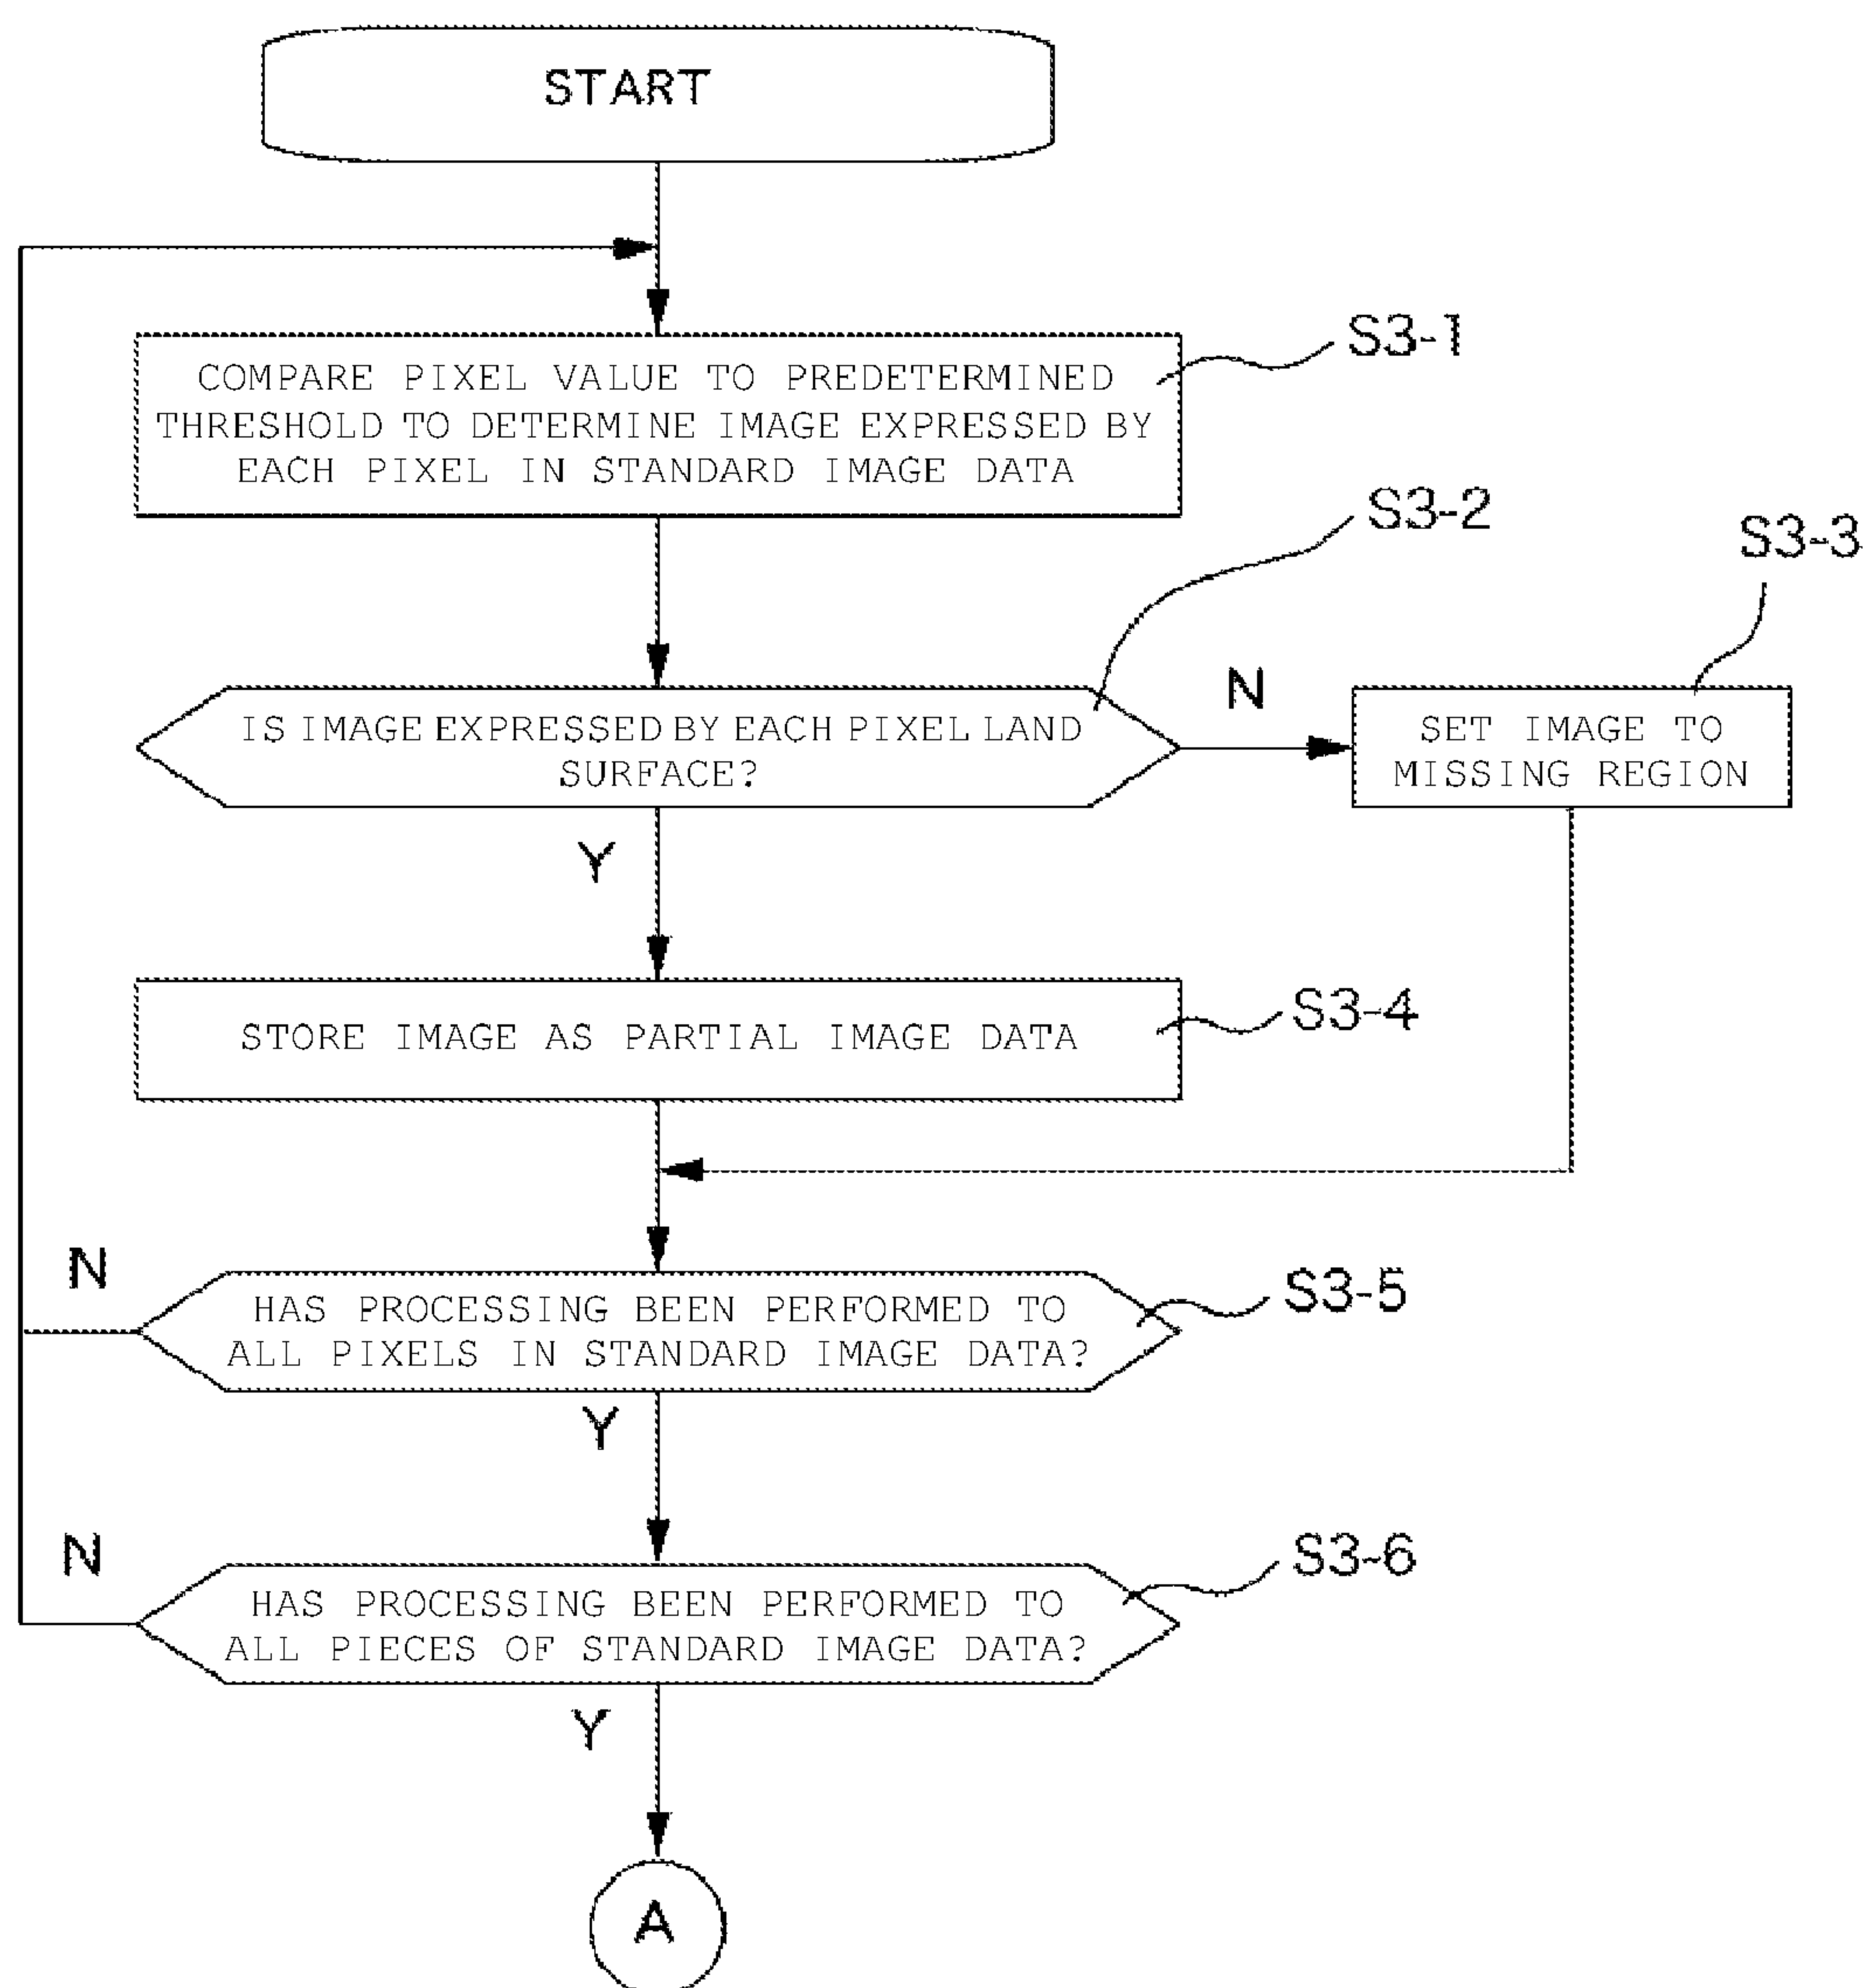 START
S3-1
COMPARE PIXEL VALUE TO PREDETERMINED
THRESHOLD TO DETERMINE IMAGE EXPRESSED BY
EACH PIXEL IN STANDARD IMAGE DATA
S3-2
S3-3
IS IMAGE EXPRESSED BY EACH PIXEL LAND
SURFACE?
N
SET IMAGE TO
MISSING REGION
Y
STORE IMAGE AS PARTIAL IMAGE DATA
S3-4
N
HAS PROCESSING BEEN PERFORMED TO
ALL PIXELS IN STANDARD IMAGE DATA?
S3-5
Y
N
HAS PROCESSING BEEN PERFORMED TO
ALL PIECES OF STANDARD IMAGE DATA?
S3-6
Y
A